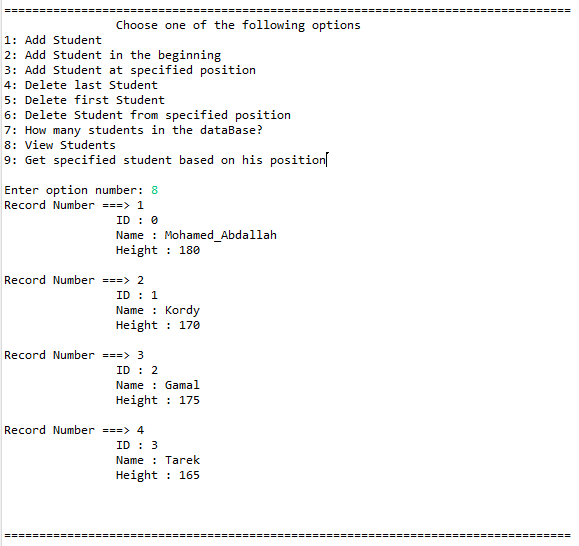 =================================================================================
Choose one of the following options
1: Add Student
2: Add Student in the beginning
3: Add Student at specified position
4: Delete last Student
5: Delete first Student
6: Delete Student from specified position
7: How many students in the dataBase?
8: View Students
9: Get specified student based on his position
Enter option number: 8
Record Number ===> 1
ID : 0
Name : Mohamed_Abdallah
Height : 180
Record Number ===> 2
ID : 1
Name : Kordy
Height : 170
Record Number ===> 3
ID : 2
Name : Gamal
Height : 175
Record Number ===> 4
ID : 3
Name : Tarek
Height : 165
=================================================================================